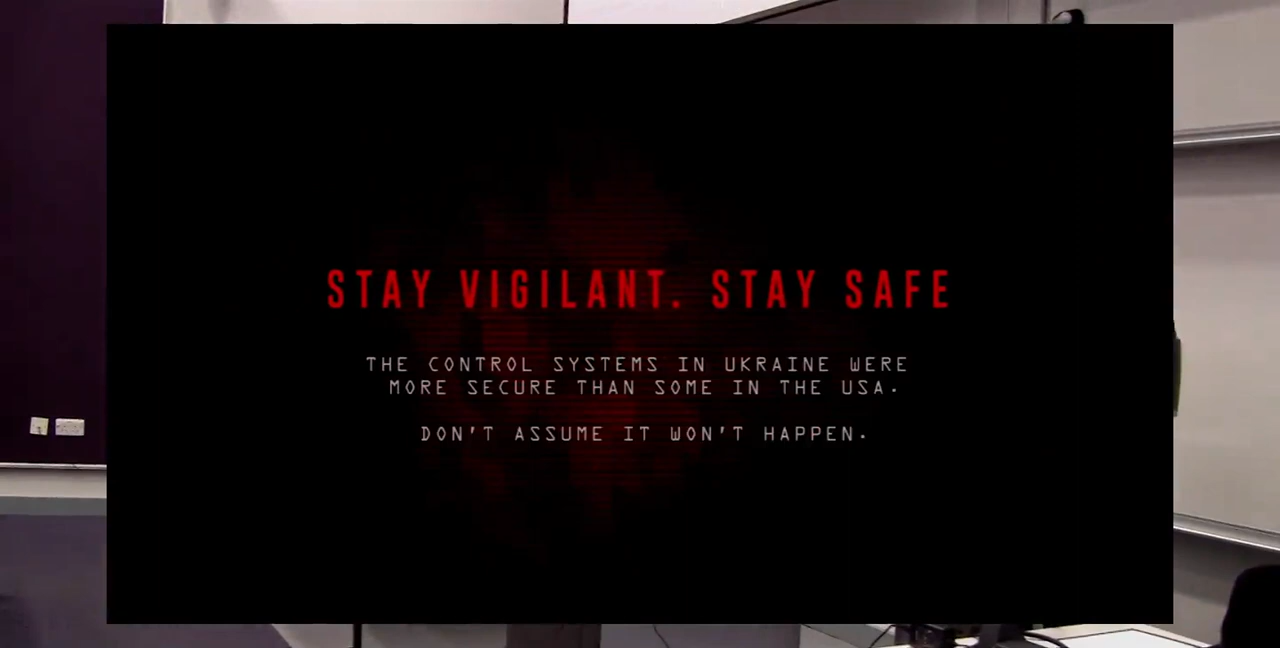 STAY VIGILANT. STAY SAFE
THE CONTROL SYSTEMS IN UKRAINE WERE
MORE SECURE THAN SOME IN THE USA.
DON'T ASSUME IT WON'T HAPPEN.